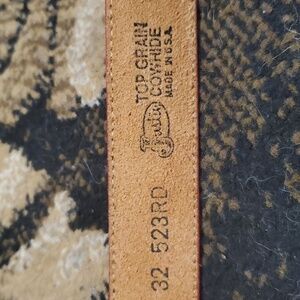 TOP GRAIN
COWHIDE
MADE IN U.S.A.
Justin
32 523RD